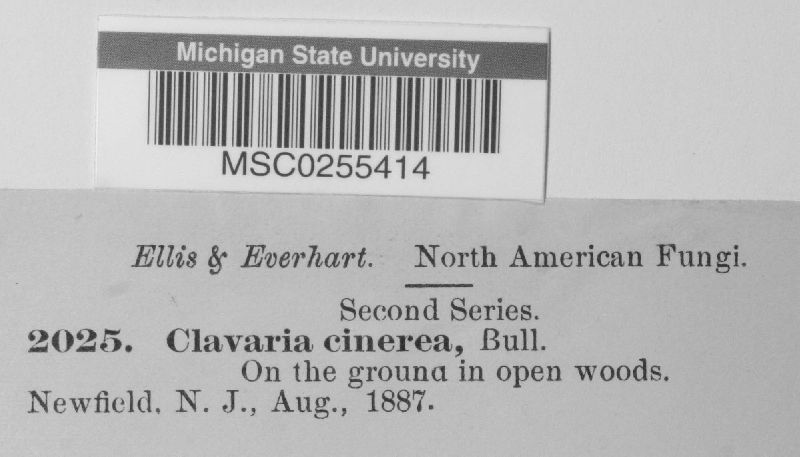 Michigan State University
MSC0255414
Ellis & Everhart. North American Fungi.
Second Series.
2025. Clavaria cinerea, Bull.
On the ground in open woods.
Newfield, N. J., Aug., 1887.